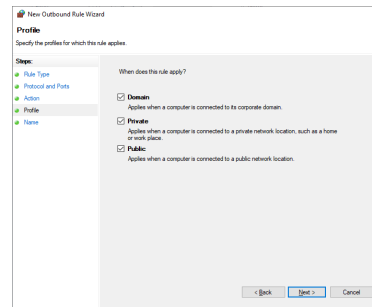 New Outbound Rule Wizard
Profile
Specify the profiles for which this rule applies.
Steps:
Rule Type
Protocol and Ports
Action
Profile
Name
When does this rule apply?
Domain
Applies when a computer is connected to its corporate domain.
Private
Applies when a computer is connected to a private network location, such as a home
or work place.
Public
Applies when a computer is connected to a public network location.
< Back
Next >
Cancel